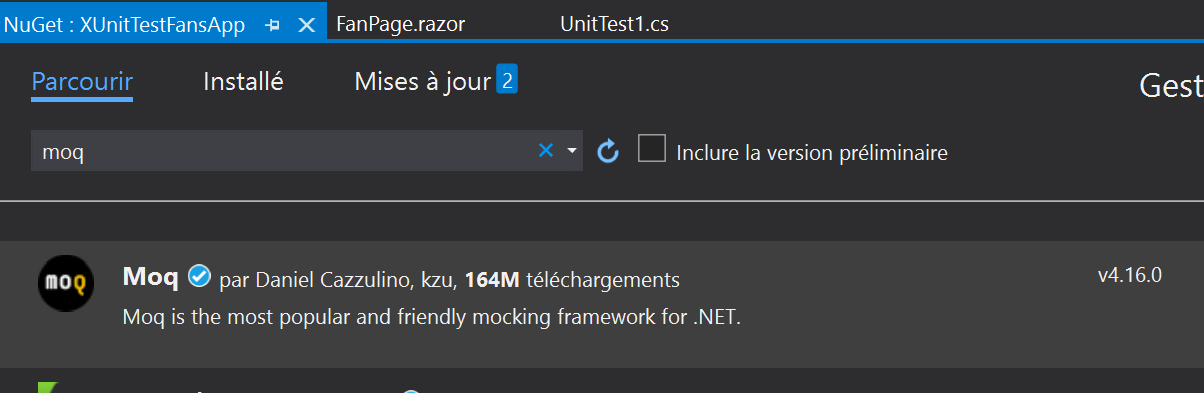 NuGet : XUnitTestFansApp FanPage.razor UnitTest1.cs
Parcourir Installé Mises à jour 2 Gest
moq Inclure la version préliminaire
moq Moq par Daniel Cazzulino, kzu, 164M téléchargements v4.16.0
Moq is the most popular and friendly mocking framework for .NET.